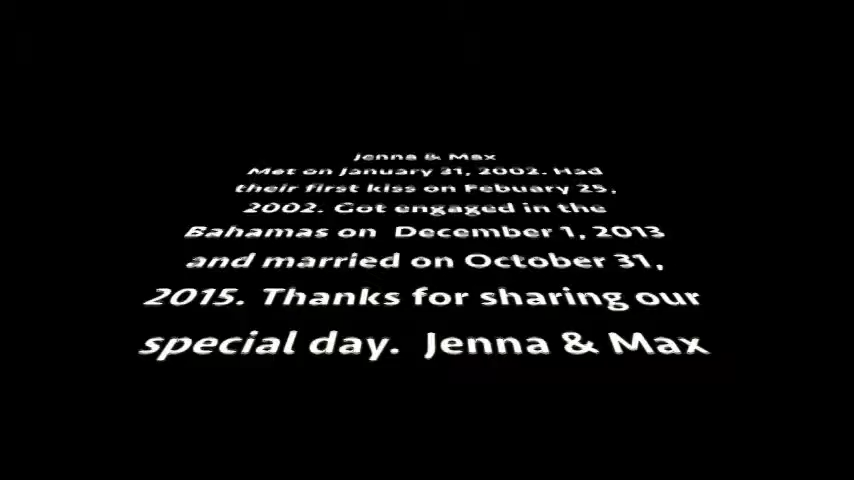 Jenna & Max
Met on January 31, 2002. Had
their first kiss on Febuary 25,
2002. Got engaged in the
Bahamas on  December 1, 2013
and married on October 31,
2015. Thanks for sharing our
special day.  Jenna & Max